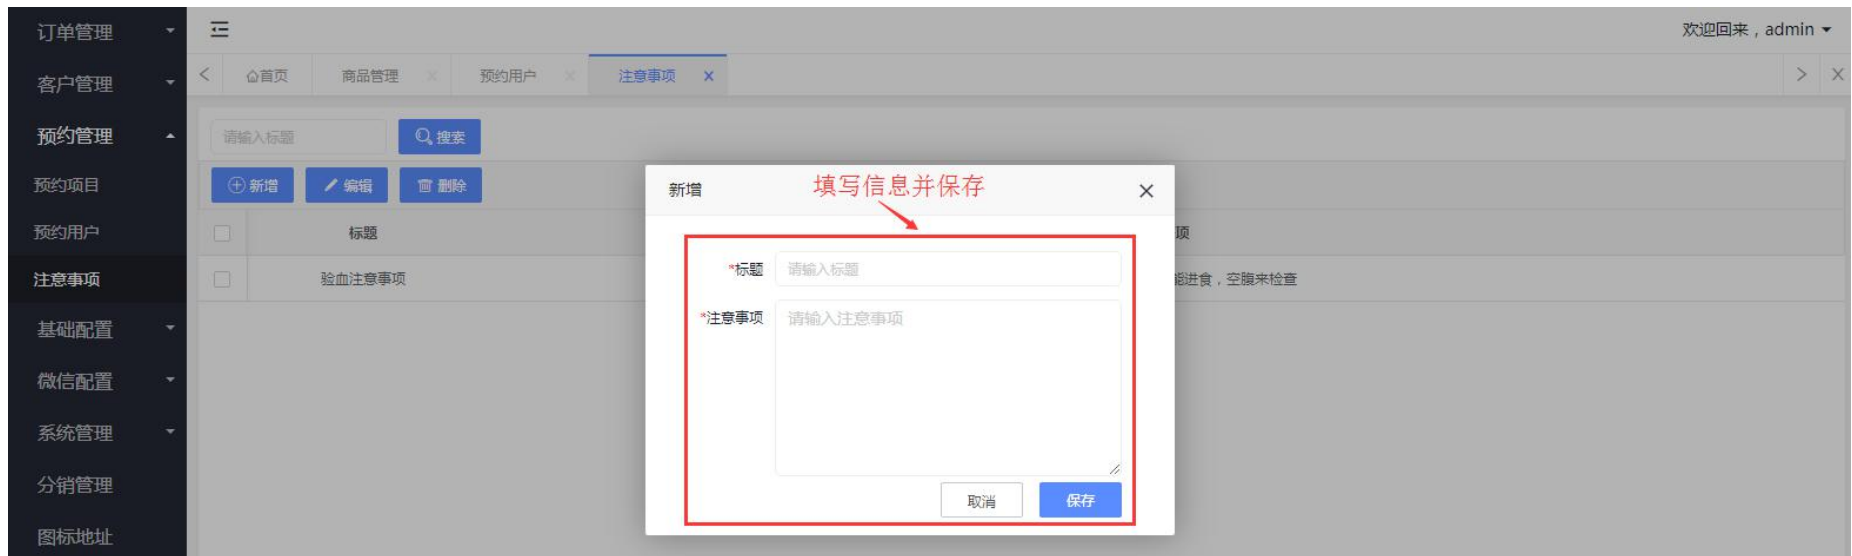 订单管理
客户管理
预约管理
预约项目
预约用户
注意事项
基础配置
微信配置
系统管理
分销管理
图标地址
欢迎回来，admin
首页 商品管理 预约用户 注意事项
请输入标题 搜索
新增 编辑 删除
标题 项
验血注意事项 能进食，空腹来检查
新增 填写信息并保存
*标题 请输入标题
*注意事项 请输入注意事项
取消 保存